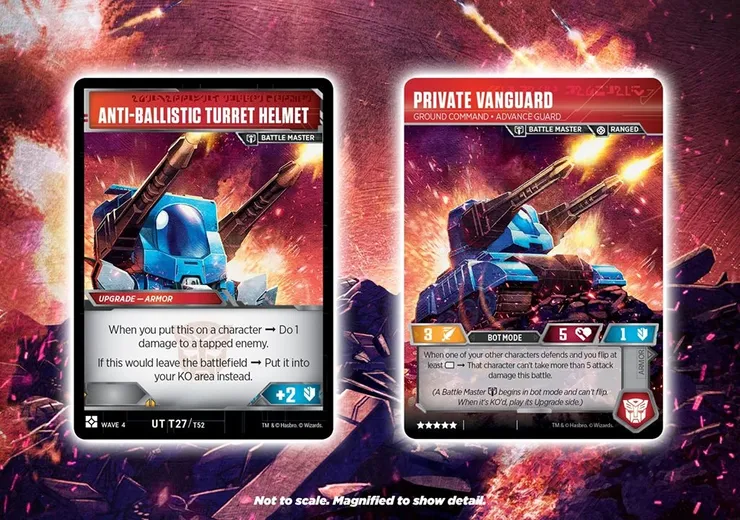 ANTI-BALLISTIC TURRET HELMET
BATTLE MASTER
UPGRADE — ARMOR
When you put this on a character → Do 1
damage to a tapped enemy.
If this would leave the battlefield → Put it into
your KO area instead.
+2
WAVE 4
UT T27/T52
TM & © Hasbro. © Wizards.
PRIVATE VANGUARD
GROUND COMMAND • ADVANCE GUARD
BATTLE MASTER
RANGED
3
BOT MODE
5
1
When one of your other characters defends and you flip at
least → That character can't take more than 5 attack
damage this battle.
(A Battle Master begins in bot mode and can't flip.
When it's KO'd, play its Upgrade side.)
ARMOR
TM & © Hasbro. © Wizards.
Not to scale. Magnified to show detail.